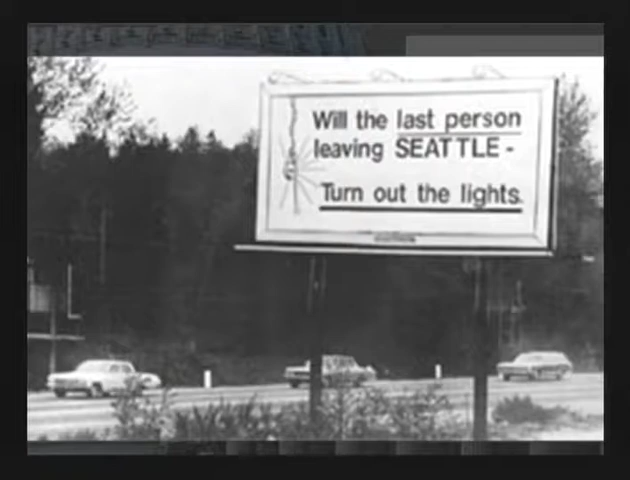 Will the last person
leaving SEATTLE -
Turn out the lights.